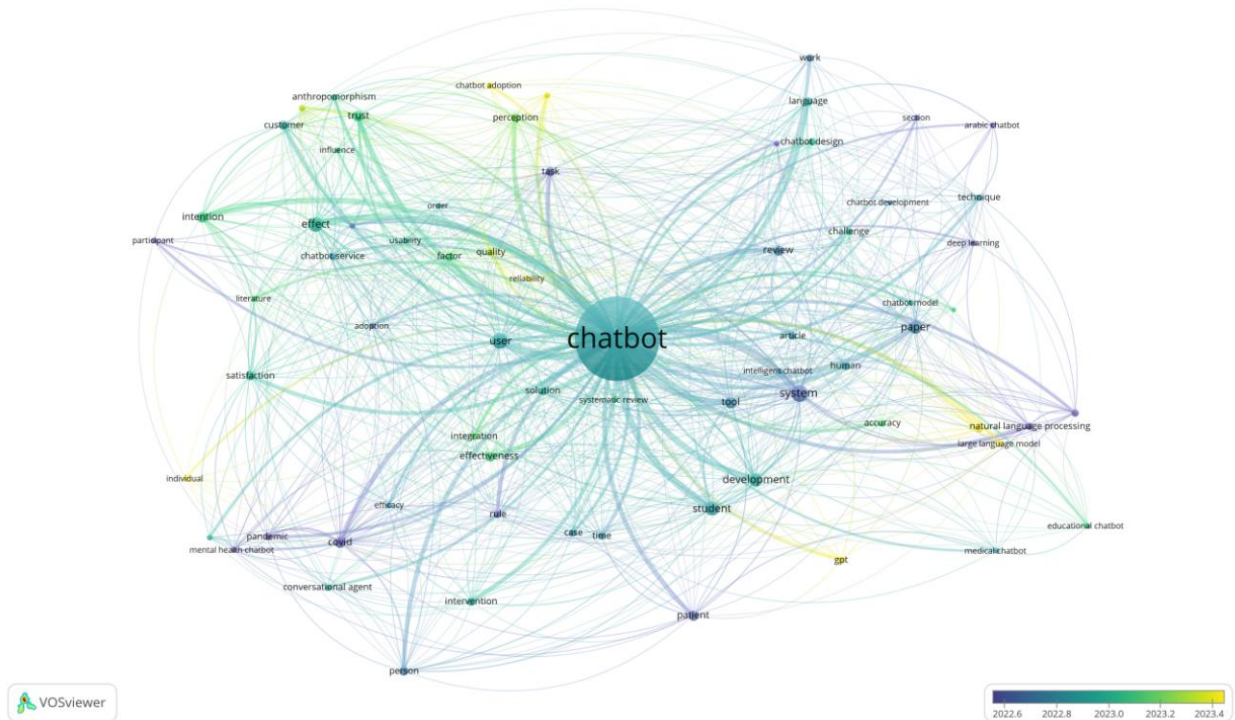 work
chatbot adoption
anthropomorphism
language
customer
trust
perception
section
arabic chatbot
influence
chatbot design
task
technique
order
chatbot development
intention
effect
challenge
participant
usability
deep learning
chatbot service
factor
quality
review
reliability
literature
chatbot model
adoption
paper
chatbot
user
article
human
intelligent chatbot
satisfaction
solution
systematic review
tool
system
accuracy
natural language processing
integration
large language model
effectiveness
individual
development
efficacy
student
rule
educational chatbot
case
time
pandemic
covid
mental health chatbot
medical chatbot
gpt
conversational agent
intervention
patient
person
VOSviewer
2022.6 2022.8 2023.0 2023.2 2023.4